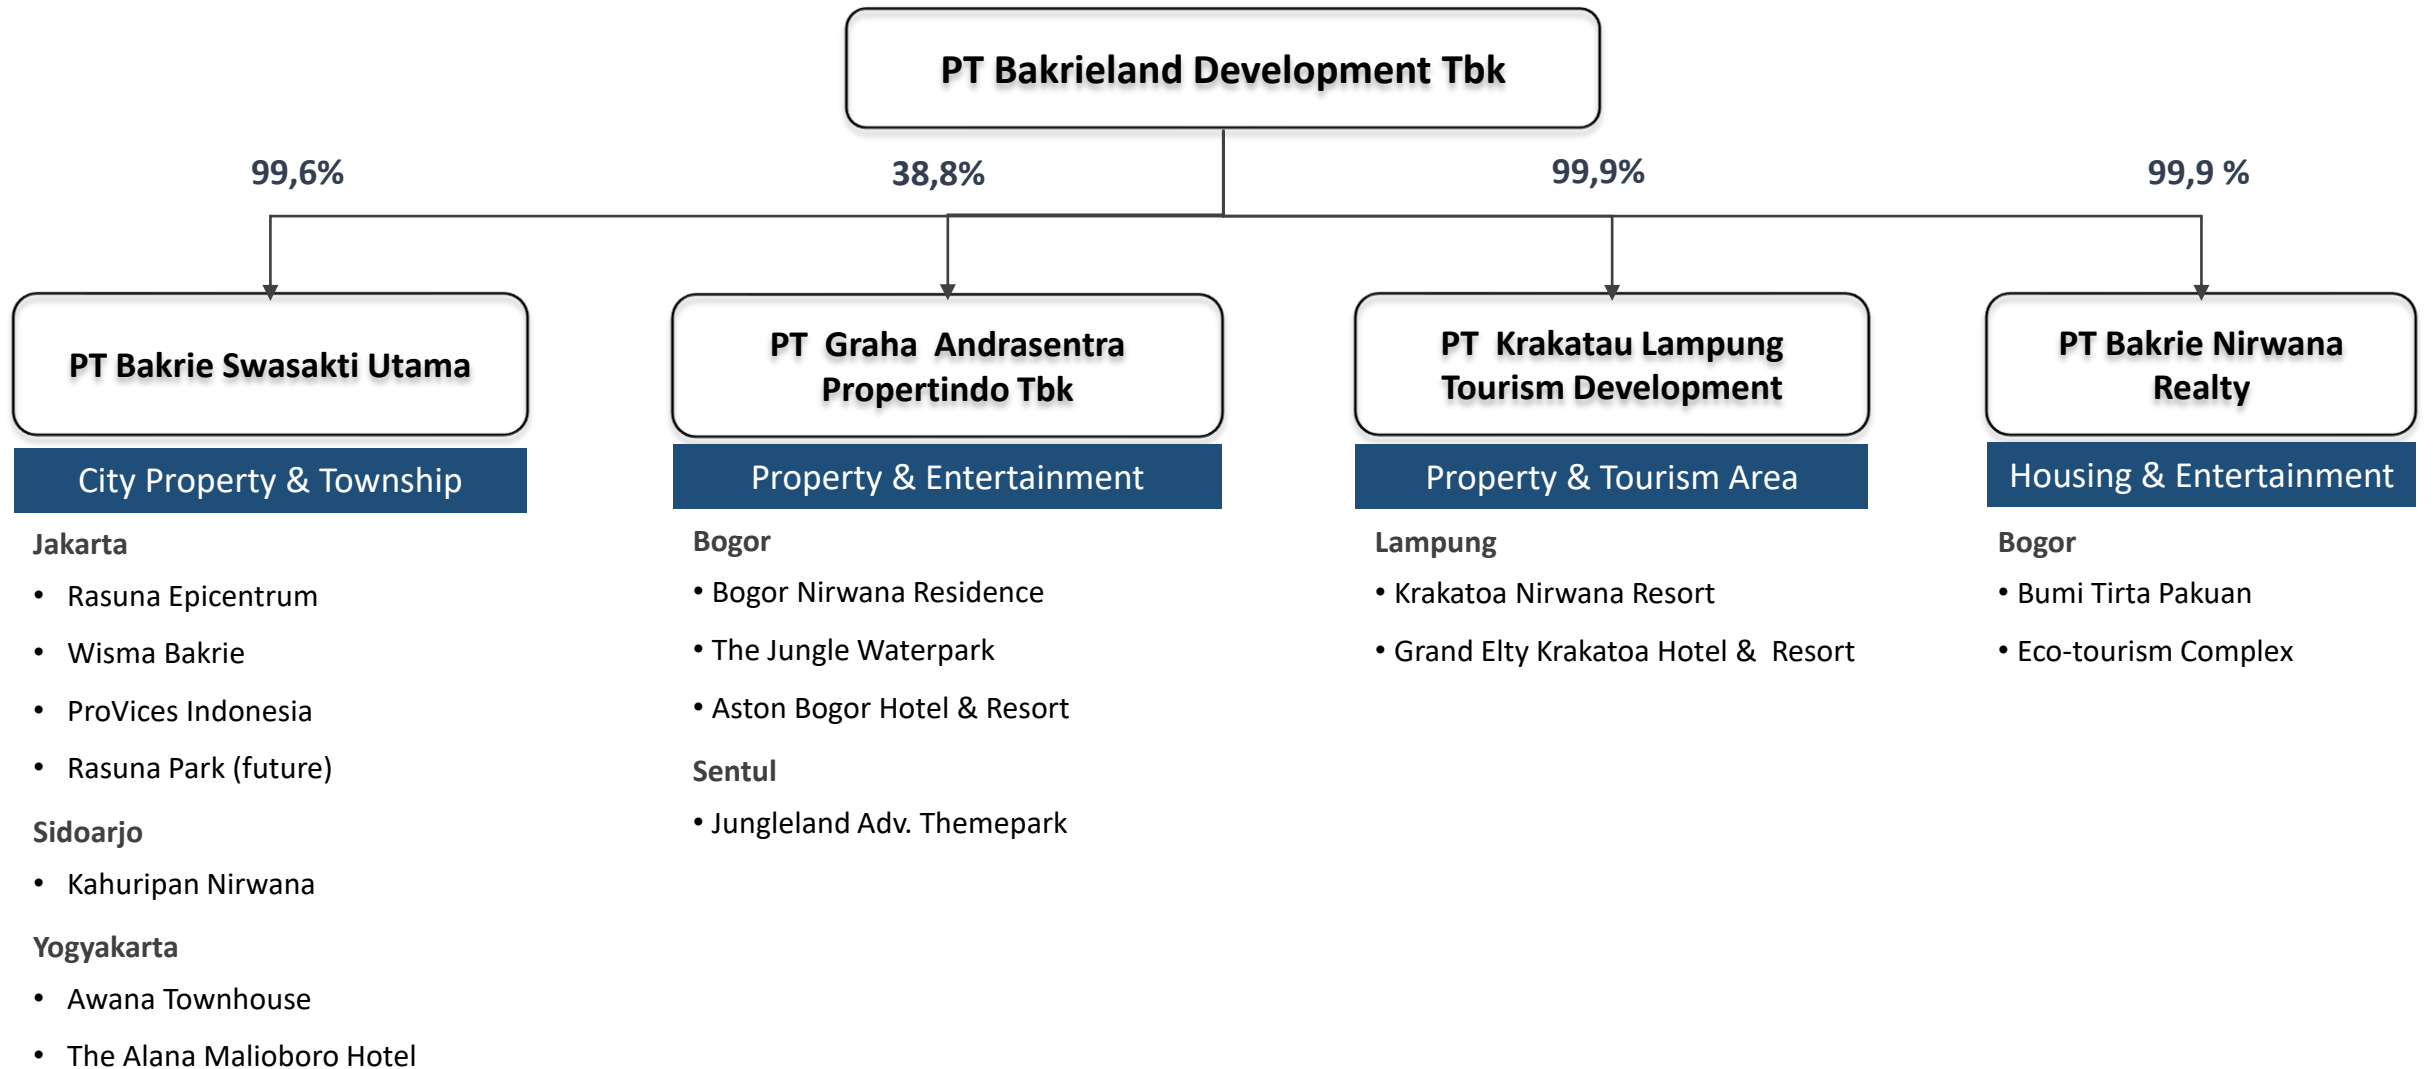 PT Bakrieland Development Tbk
99,6%
38,8%
99,9%
99,9 %
PT Bakrie Swasakti Utama
City Property & Township
Jakarta
• Rasuna Epicentrum
• Wisma Bakrie
• ProVices Indonesia
• Rasuna Park (future)
Sidoarjo
• Kahuripan Nirwana
Yogyakarta
• Awana Townhouse
• The Alana Malioboro Hotel
PT Graha Andrasentra
Propertindo Tbk
Property & Entertainment
Bogor
• Bogor Nirwana Residence
• The Jungle Waterpark
• Aston Bogor Hotel & Resort
Sentul
• Jungleland Adv. Themepark
PT Krakatau Lampung
Tourism Development
Property & Tourism Area
Lampung
• Krakatoa Nirwana Resort
• Grand Elty Krakatoa Hotel & Resort
PT Bakrie Nirwana
Realty
Housing & Entertainment
Bogor
• Bumi Tirta Pakuan
• Eco-tourism Complex